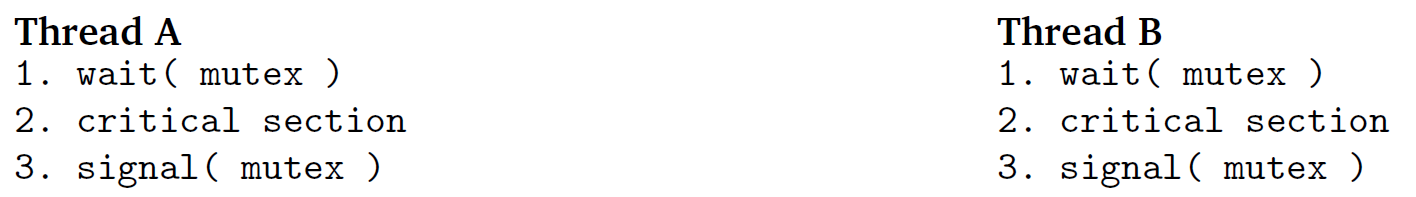 Thread A
1. wait( mutex )
2. critical section
3. signal( mutex )
Thread B
1. wait( mutex )
2. critical section
3. signal( mutex )